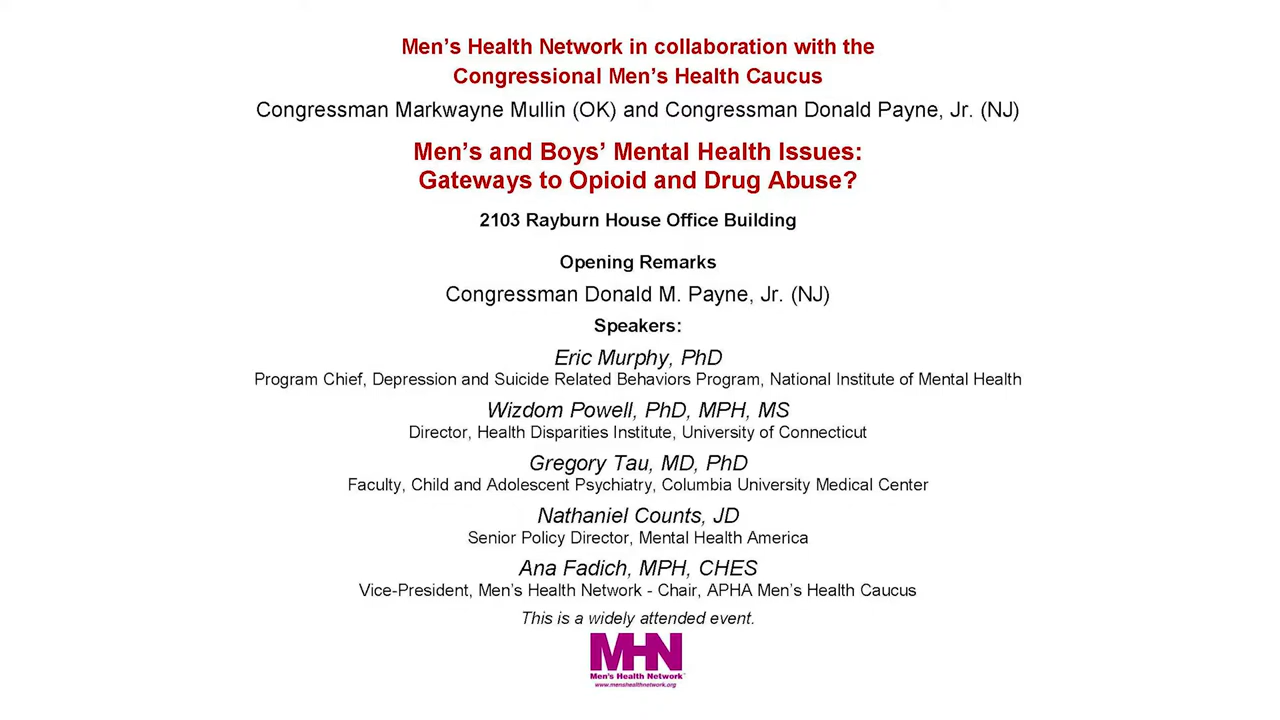 Men’s Health Network in collaboration with the
Congressional Men’s Health Caucus
Congressman Markwayne Mullin (OK) and Congressman Donald Payne, Jr. (NJ)
Men’s and Boys’ Mental Health Issues:
Gateways to Opioid and Drug Abuse?
2103 Rayburn House Office Building
Opening Remarks
Congressman Donald M. Payne, Jr. (NJ)
Speakers:
Eric Murphy, PhD
Program Chief, Depression and Suicide Related Behaviors Program, National Institute of Mental Health
Wizdom Powell, PhD, MPH, MS
Director, Health Disparities Institute, University of Connecticut
Gregory Tau, MD, PhD
Faculty, Child and Adolescent Psychiatry, Columbia University Medical Center
Nathaniel Counts, JD
Senior Policy Director, Mental Health America
Ana Fadich, MPH, CHES
Vice-President, Men’s Health Network - Chair, APHA Men’s Health Caucus
This is a widely attended event.
MHN
Men’s Health Network
www.menshealthnetwork.org